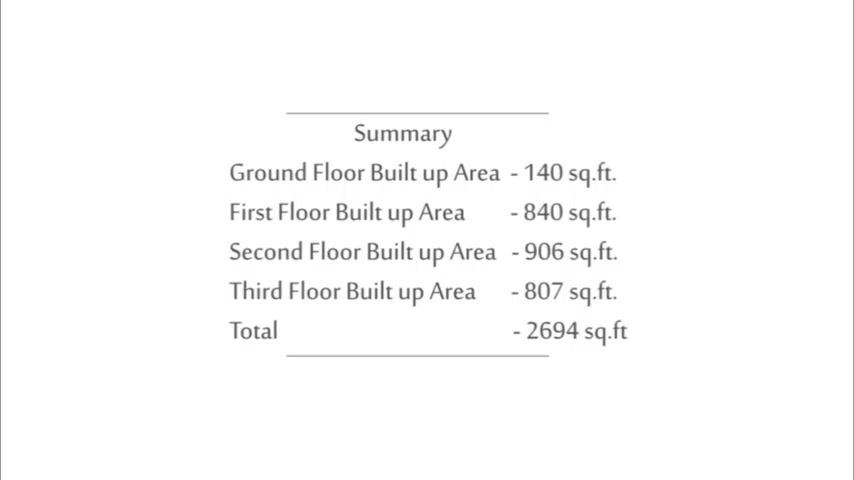 Summary
Ground Floor Built up Area - 140 sq.ft.
First Floor Built up Area - 840 sq.ft.
Second Floor Built up Area - 906 sq.ft.
Third Floor Built up Area - 807 sq.ft.
Total - 2694 sq.ft